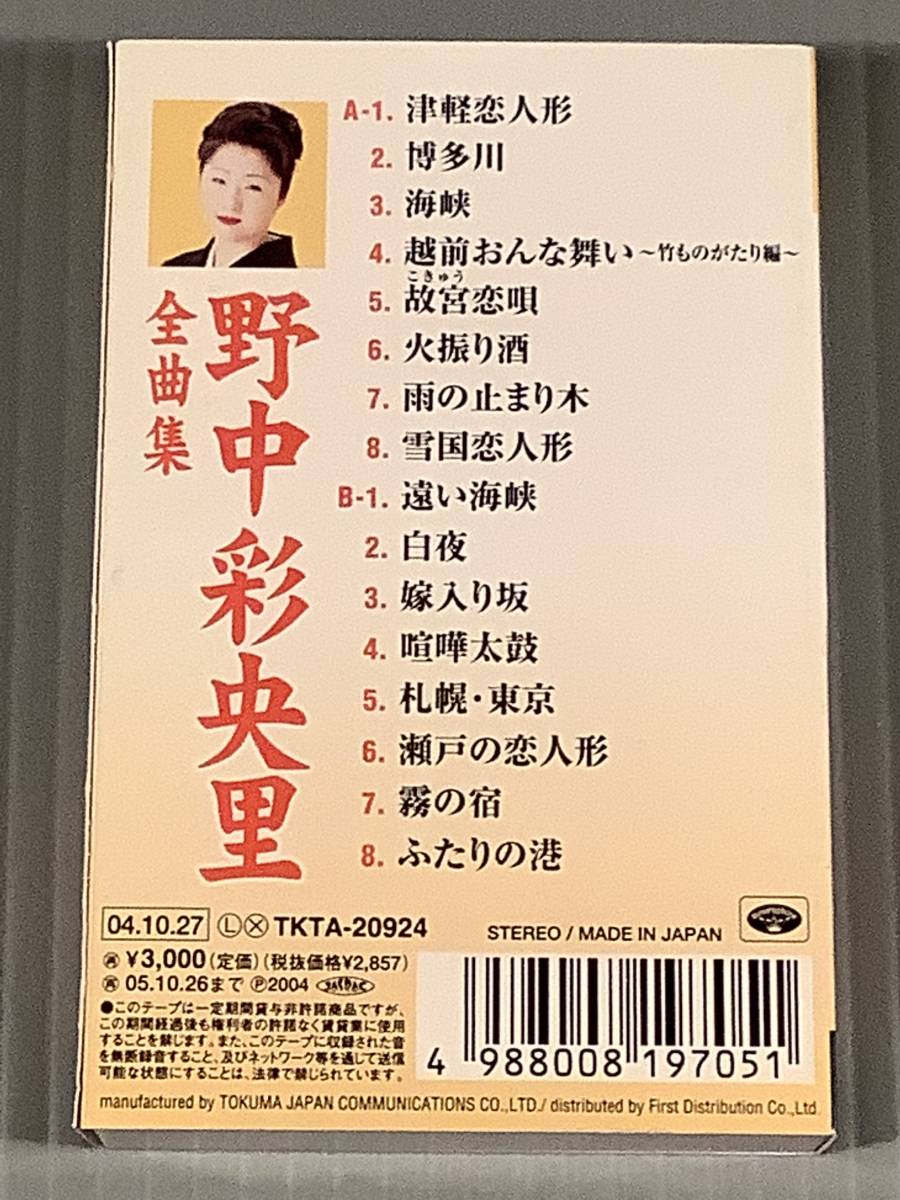 野中彩央里
全曲集
A-1. 津軽恋人形
2. 博多川
3. 海峡
4. 越前おんな舞い～竹ものがたり編～
こきゅう
5. 故宮恋唄
6. 火振り酒
7. 雨の止まり木
8. 雪国恋人形
B-1. 遠い海峡
2. 白夜
3. 嫁入り坂
4. 喧嘩太鼓
5. 札幌・東京
6. 瀬戸の恋人形
7. 霧の宿
8. ふたりの港
04.10.27 Ⓛ Ⓧ TKTA-20924
STEREO / MADE IN JAPAN
¥3,000(定価) (税抜価格¥2,857)
05.10.26まで Ⓟ2004
●このテープは一定期間貸与非許諾商品ですが、
この期間経過後も権利者の許諾なく賃貸業に使用
することを禁じます。また、このテープに収録された音
を無断録音すること、及びネットワーク等を通じて送信
可能な状態にすることは、法律で禁じられています。
4 988008 197051
manufactured by TOKUMA JAPAN COMMUNICATIONS CO.,LTD./ distributed by First Distribution Co.,Ltd.